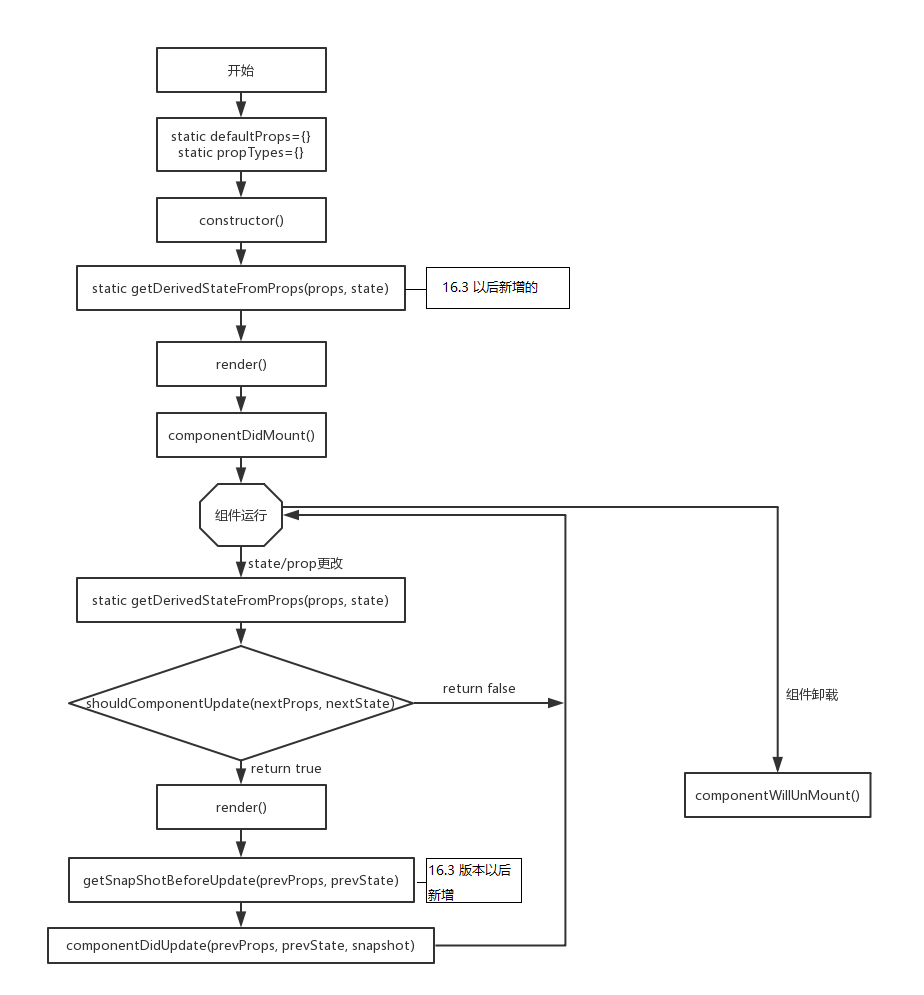 开始
static defaultProps={}
static propTypes={}
constructor()
static getDerivedStateFromProps(props, state)
16.3 以后新增的
render()
componentDidMount()
组件运行
state/prop更改
static getDerivedStateFromProps(props, state)
shouldComponentUpdate(nextProps, nextState)
return false
组件卸载
return true
componentWillUnMount()
render()
getSnapShotBeforeUpdate(prevProps, prevState)
16.3 版本以后
新增
componentDidUpdate(prevProps, prevState, snapshot)